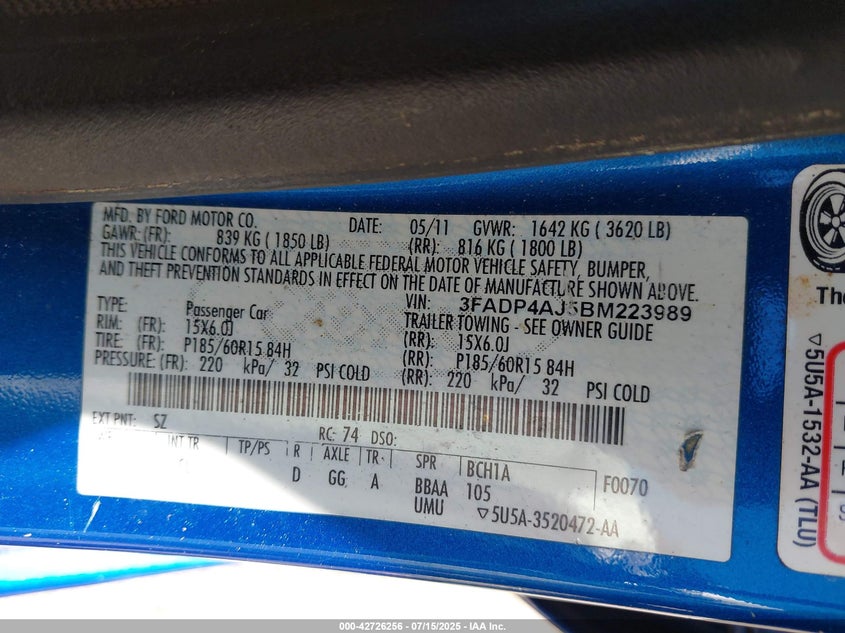 MFD. BY FORD MOTOR CO. DATE: 05/11 GVWR: 1642 KG ( 3620 LB)
GAWR: (FR): 839 KG ( 1850 LB) (RR): 816 KG ( 1800 LB)
THIS VEHICLE CONFORMS TO ALL APPLICABLE FEDERAL MOTOR VEHICLE SAFETY, BUMPER,
AND THEFT PREVENTION STANDARDS IN EFFECT ON THE DATE OF MANUFACTURE SHOWN ABOVE.
VIN: 3FADP4AJ5BM223989
TYPE: Passenger Car TRAILER TOWING - SEE OWNER GUIDE
RIM: (FR): 15X6.0J (RR): 15X6.0J
TIRE: (FR): P185/60R15 84H (RR): P185/60R15 84H
PRESSURE: (FR): 220 kPa/ 32 PSI COLD (RR): 220 kPa/ 32 PSI COLD
EXT PNT: SZ RC: 74 DSO:
INT TR TP/PS R AXLE TR SPR BCH1A F0070
D GG A BBAA 105
UMU ▽5U5A-3520472-AA
The
▽5U5A-1532-AA (TLU)
000-42726256 - 07/15/2025 - IAA Inc.